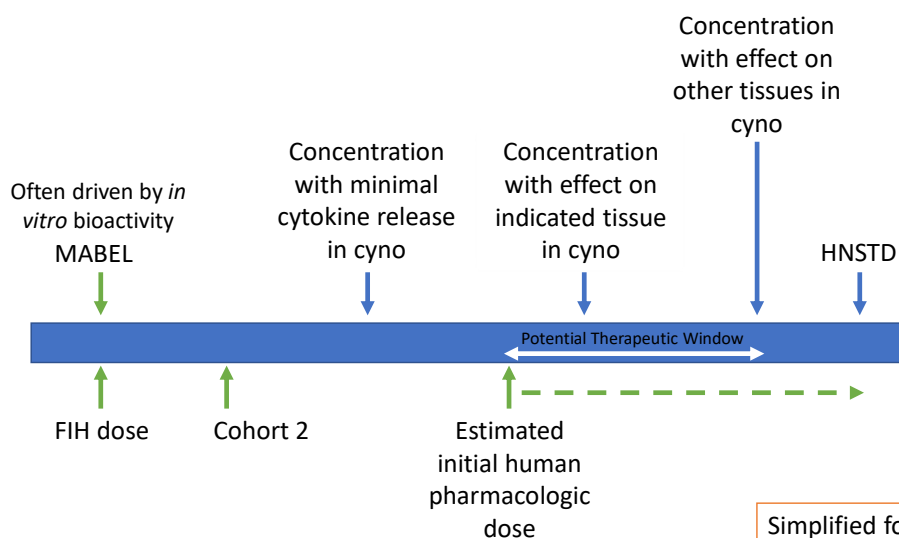 Concentration
with effect on
other tissues in
cyno
Concentration
with minimal
cytokine release
in cyno
Concentration
with effect on
indicated tissue
in cyno
Often driven by in
vitro bioactivity
MABEL
HNSTD
Potential Therapeutic Window
FIH dose
Cohort 2
Estimated
initial human
pharmacologic
dose
Simplified